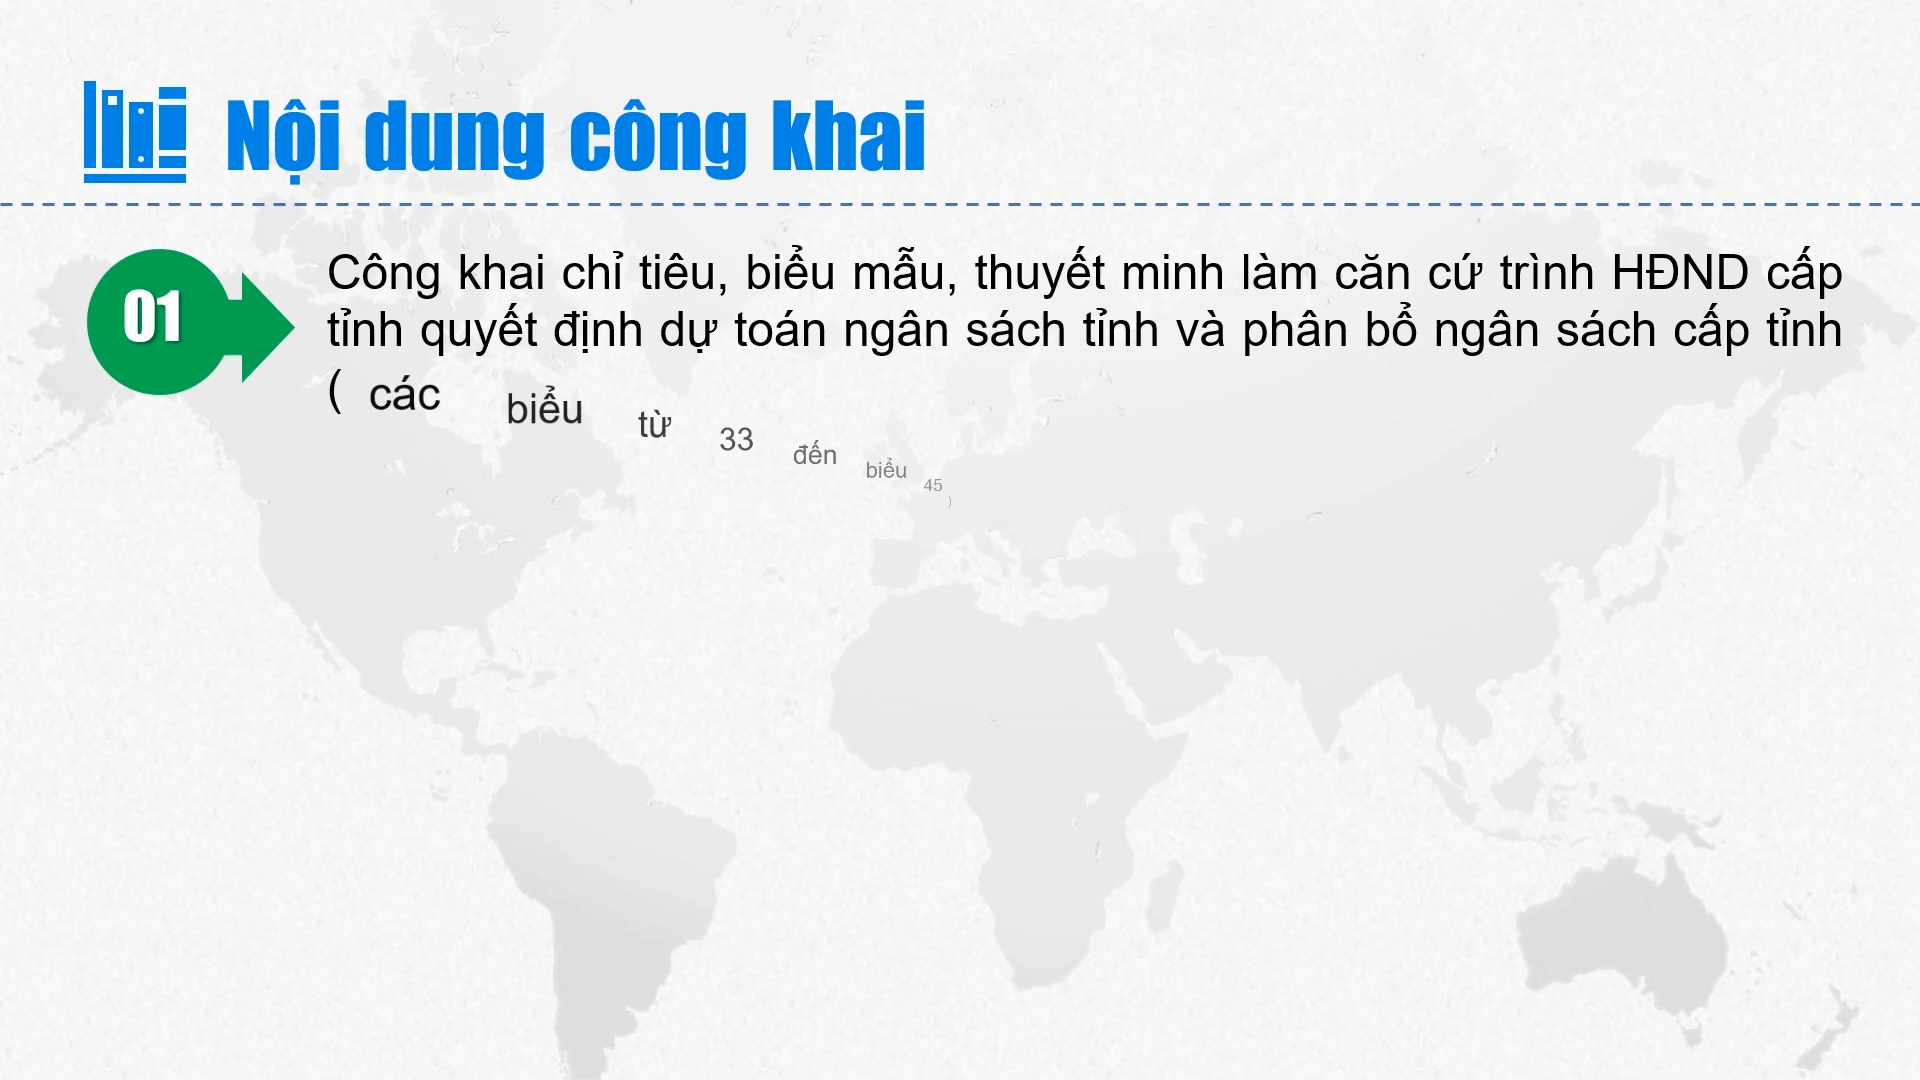 Nội dung công khai
01
Công khai chỉ tiêu, biểu mẫu, thuyết minh làm căn cứ trình HĐND cấp
tỉnh quyết định dự toán ngân sách tỉnh và phân bổ ngân sách cấp tỉnh
( các biểu từ 33 đến biểu 45 )